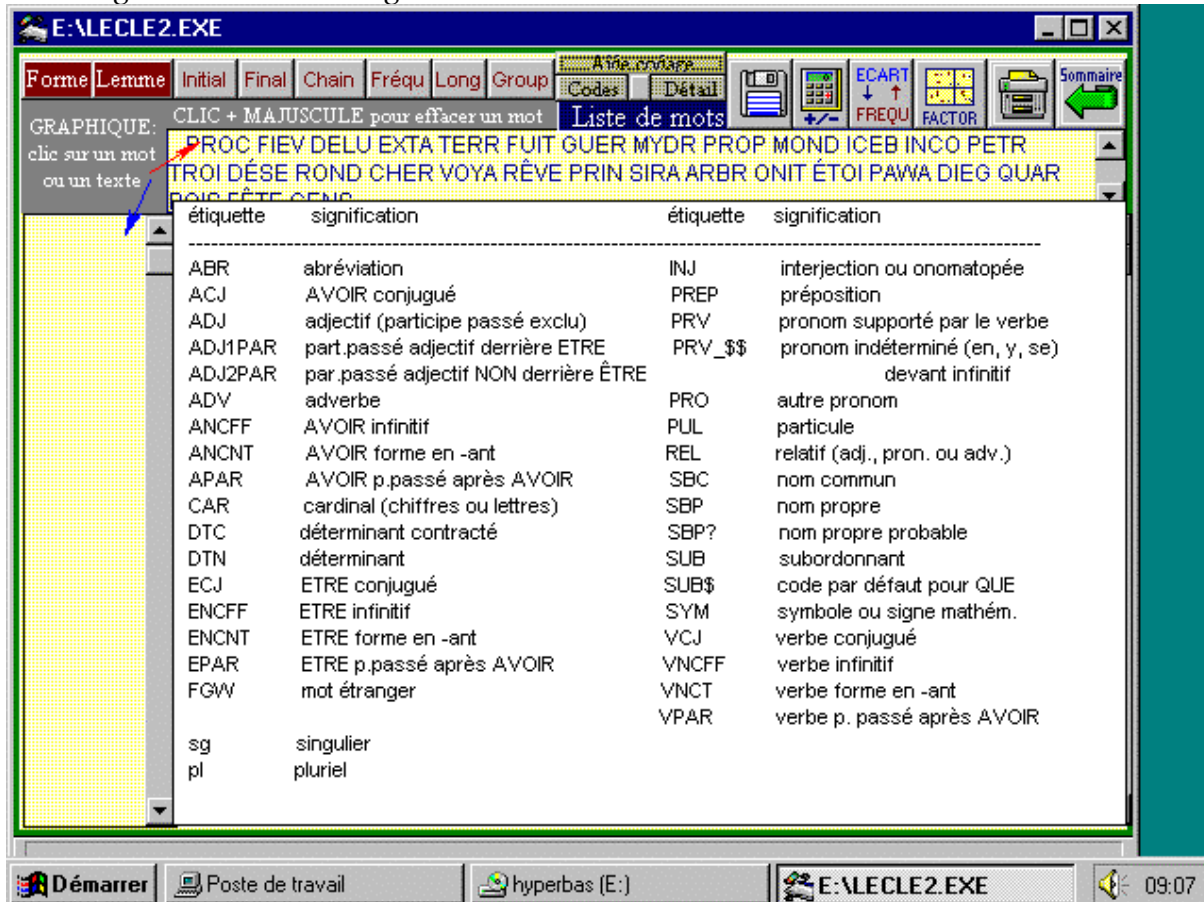 E:\LECLE2.EXE
Forme Lemme Initial Final Chain Fréqu Long Group Aide codage Codes Détail +/- ECART FREQU FACTOR Sommaire
GRAPHIQUE: CLIC + MAJUSCULE pour effacer un mot Liste de mots
clic sur un mot
ou un texte
PROC FIEV DELU EXTA TERR FUIT GUER MYDR PROP MOND ICEB INCO PETR
TROI DÉSE ROND CHER VOYA RÊVE PRIN SIRA ARBR ONIT ÉTOI PAWA DIEG QUAR
étiquette signification étiquette signification
ABR abréviation INJ interjection ou onomatopée
ACJ AVOIR conjugué PREP préposition
ADJ adjectif (participe passé exclu) PRV pronom supporté par le verbe
ADJ1PAR part.passé adjectif derrière ETRE PRV_$$ pronom indéterminé (en, y, se)
ADJ2PAR par.passé adjectif NON derrière ÊTRE devant infinitif
ADV adverbe PRO autre pronom
ANCFF AVOIR infinitif PUL particule
ANCNT AVOIR forme en -ant REL relatif (adj., pron. ou adv.)
APAR AVOIR p.passé après AVOIR SBC nom commun
CAR cardinal (chiffres ou lettres) SBP nom propre
DTC déterminant contracté SBP? nom propre probable
DTN déterminant SUB subordonnant
ECJ ETRE conjugué SUB$ code par défaut pour QUE
ENCFF ETRE infinitif SYM symbole ou signe mathém.
ENCNT ETRE forme en -ant VCJ verbe conjugué
EPAR ETRE p.passé après AVOIR VNCFF verbe infinitif
FGW mot étranger VNCT verbe forme en -ant
VPAR verbe p. passé après AVOIR
sg singulier
pl pluriel
Démarrer Poste de travail hyperbas (E:) E:\LECLE2.EXE 09:07